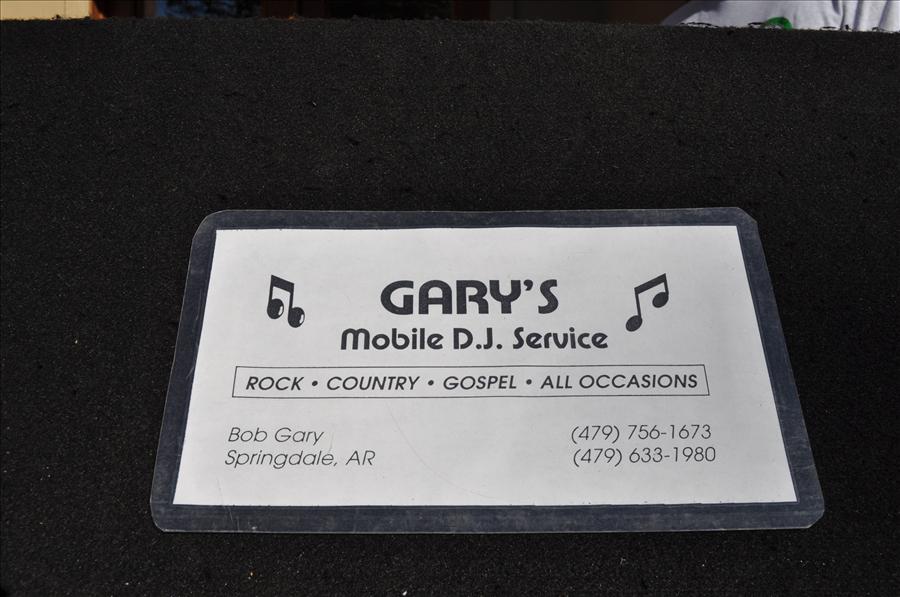 GARY'S
Mobile D.J. Service
ROCK • COUNTRY • GOSPEL • ALL OCCASIONS
Bob Gary (479) 756-1673
Springdale, AR (479) 633-1980